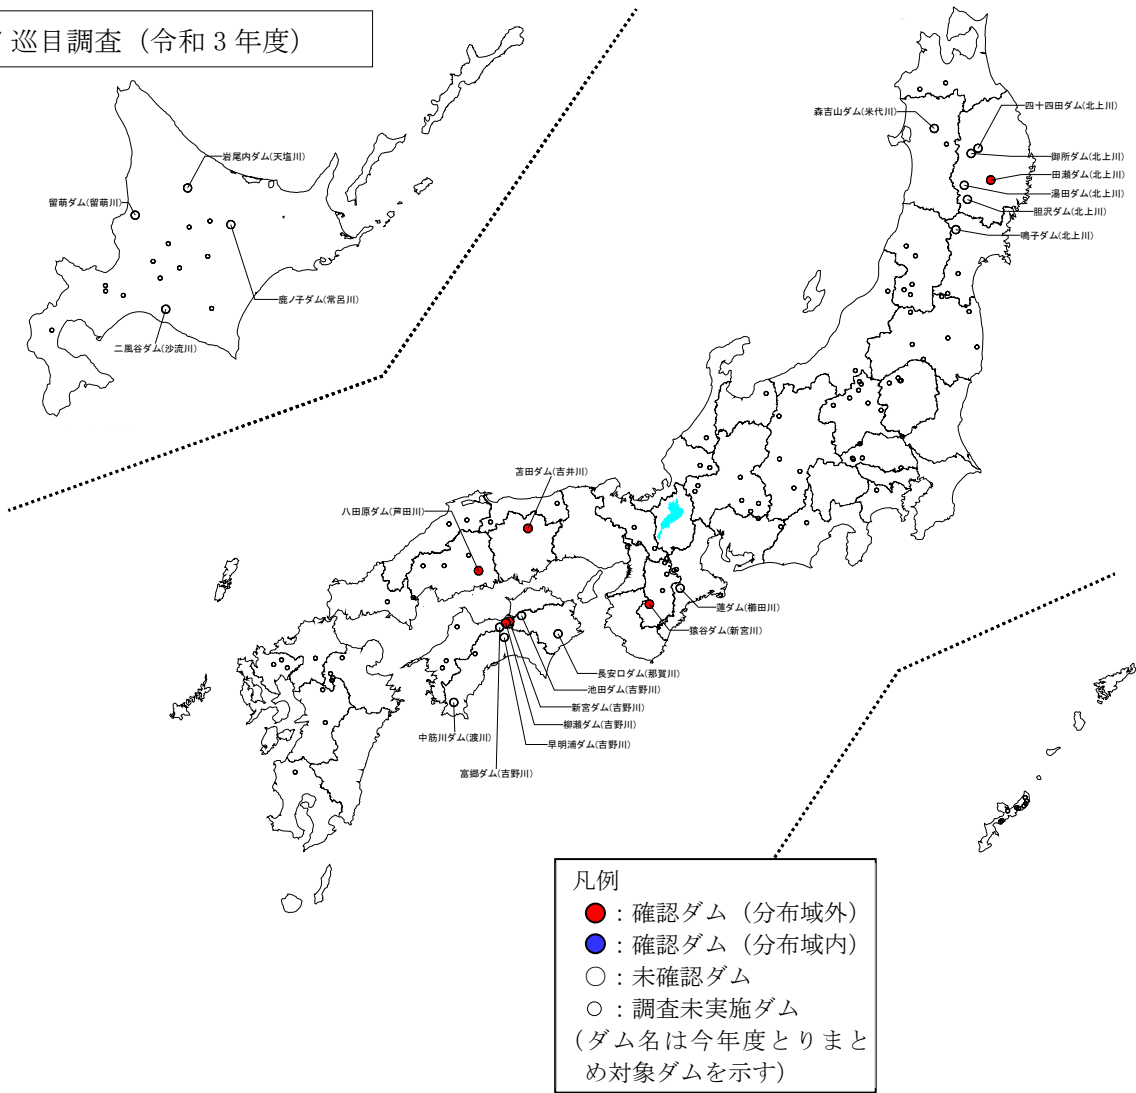 巡目調査（令和３年度）
森吉山ダム(米代川)
四十四田ダム(北上川)
御所ダム(北上川)
田瀬ダム(北上川)
湯田ダム(北上川)
胆沢ダム(北上川)
鳴子ダム(北上川)
岩尾内ダム(天塩川)
留萌ダム(留萌川)
鹿ノ子ダム(常呂川)
二風谷ダム(沙流川)
苫田ダム(吉井川)
八田原ダム(芦田川)
蓮ダム(櫛田川)
猿谷ダム(新宮川)
長安口ダム(那賀川)
池田ダム(吉野川)
新宮ダム(吉野川)
柳瀬ダム(吉野川)
早明浦ダム(吉野川)
中筋川ダム(渡川)
富郷ダム(吉野川)
凡例
：確認ダム（分布域外）
：確認ダム（分布域内）
：未確認ダム
：調査未実施ダム
(ダム名は今年度とりまと
め対象ダムを示す)